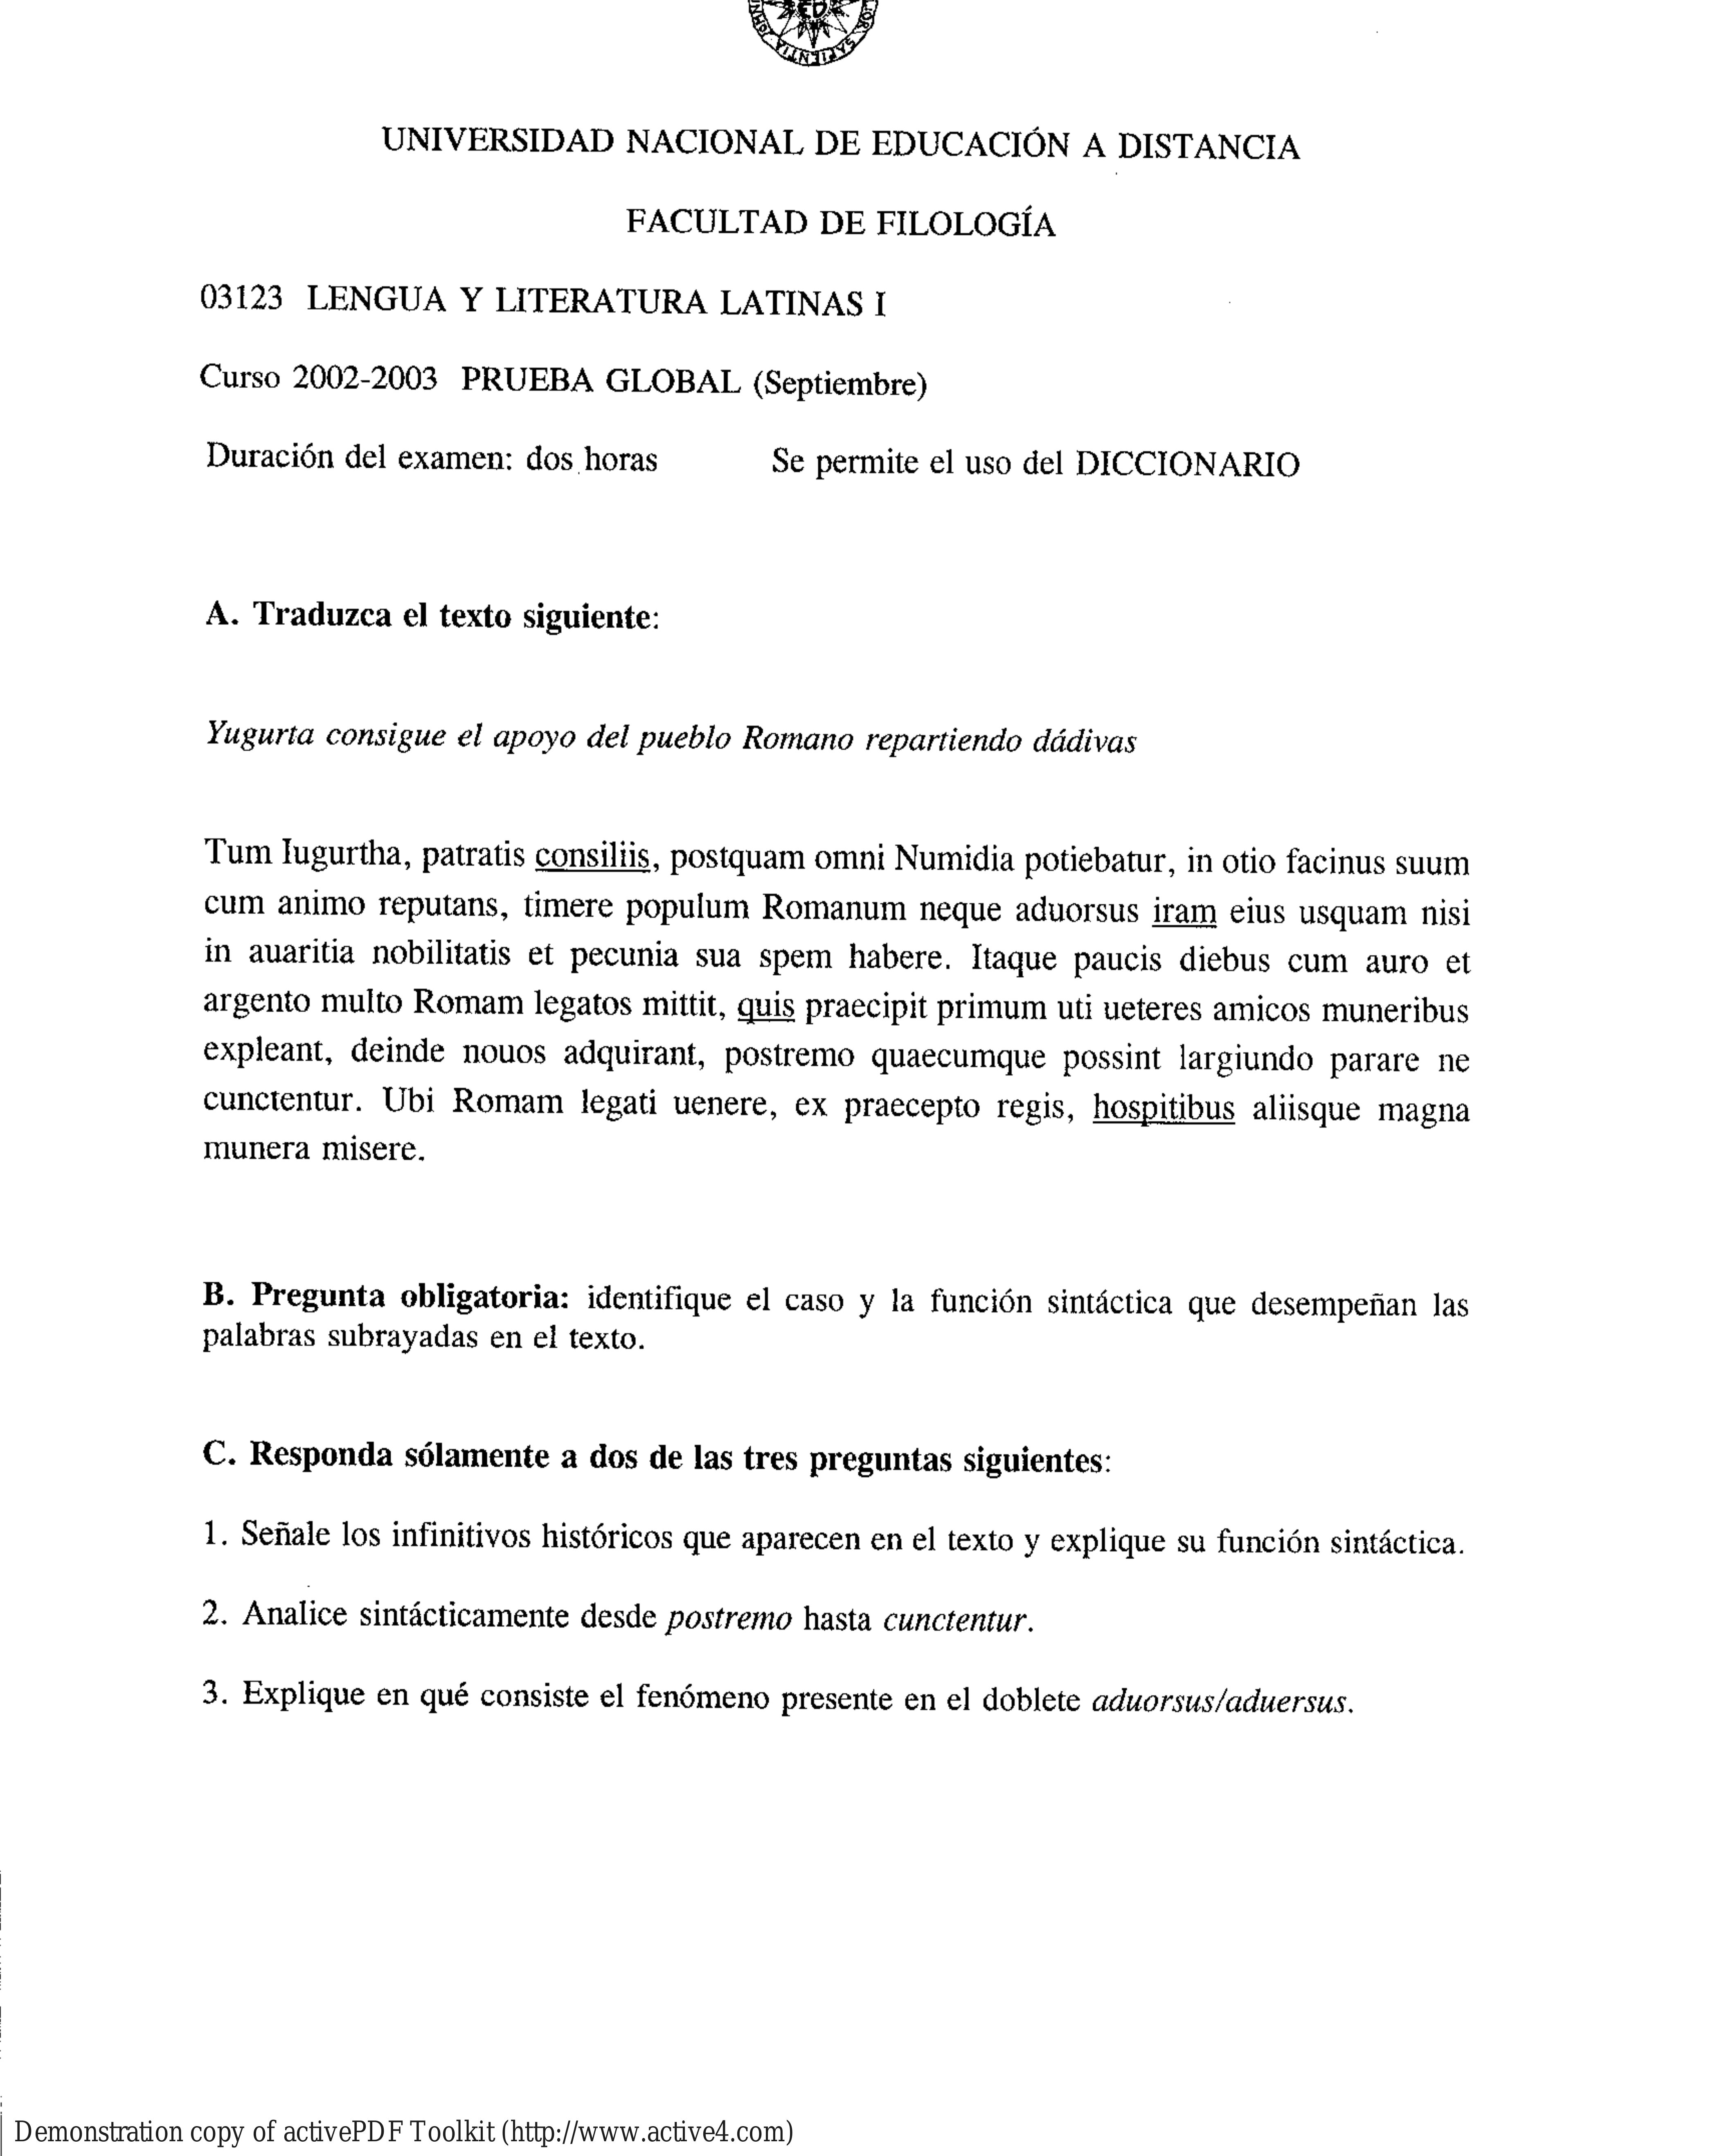 ED
SAPIENTIA
UNIVERSIDAD NACIONAL DE EDUCACIÓN A DISTANCIA
FACULTAD DE FILOLOGÍA
03123 LENGUA Y LITERATURA LATINAS I
Curso 2002-2003 PRUEBA GLOBAL (Septiembre)
Duración del examen: dos horas Se permite el uso del DICCIONARIO
A. Traduzca el texto siguiente:
Yugurta consigue el apoyo del pueblo Romano repartiendo dádivas
Tum Iugurtha, patratis consiliis, postquam omni Numidia potiebatur, in otio facinus suum
cum animo reputans, timere populum Romanum neque aduorsus iram eius usquam nisi
in auaritia nobilitatis et pecunia sua spem habere. Itaque paucis diebus cum auro et
argento multo Romam legatos mittit, quis praecipit primum uti ueteres amicos muneribus
expleant, deinde nouos adquirant, postremo quaecumque possint largiundo parare ne
cunctentur. Ubi Romam legati uenere, ex praecepto regis, hospitibus aliisque magna
munera misere.
B. Pregunta obligatoria: identifique el caso y la función sintáctica que desempeñan las
palabras subrayadas en el texto.
C. Responda sólamente a dos de las tres preguntas siguientes:
1. Señale los infinitivos históricos que aparecen en el texto y explique su función sintáctica.
2. Analice sintácticamente desde postremo hasta cunctentur.
3. Explique en qué consiste el fenómeno presente en el doblete aduorsus/aduersus.
Demonstration copy of activePDF Toolkit (http://www.active4.com)